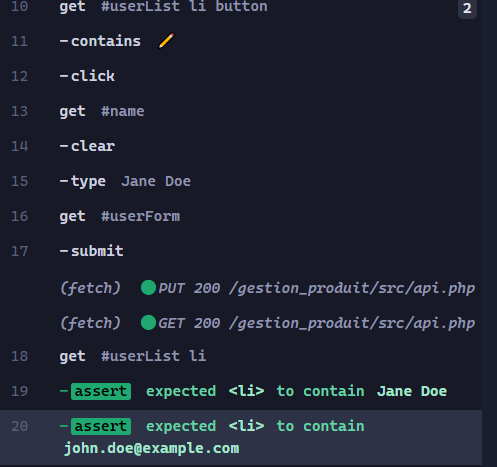 10 get #userList li button 2
11 -contains ✏️
12 -click
13 get #name
14 -clear
15 -type Jane Doe
16 get #userForm
17 -submit
(fetch) PUT 200 /gestion_produit/src/api.php
(fetch) GET 200 /gestion_produit/src/api.php
18 get #userList li
19 -assert expected <li> to contain Jane Doe
20 -assert expected <li> to contain
john.doe@example.com